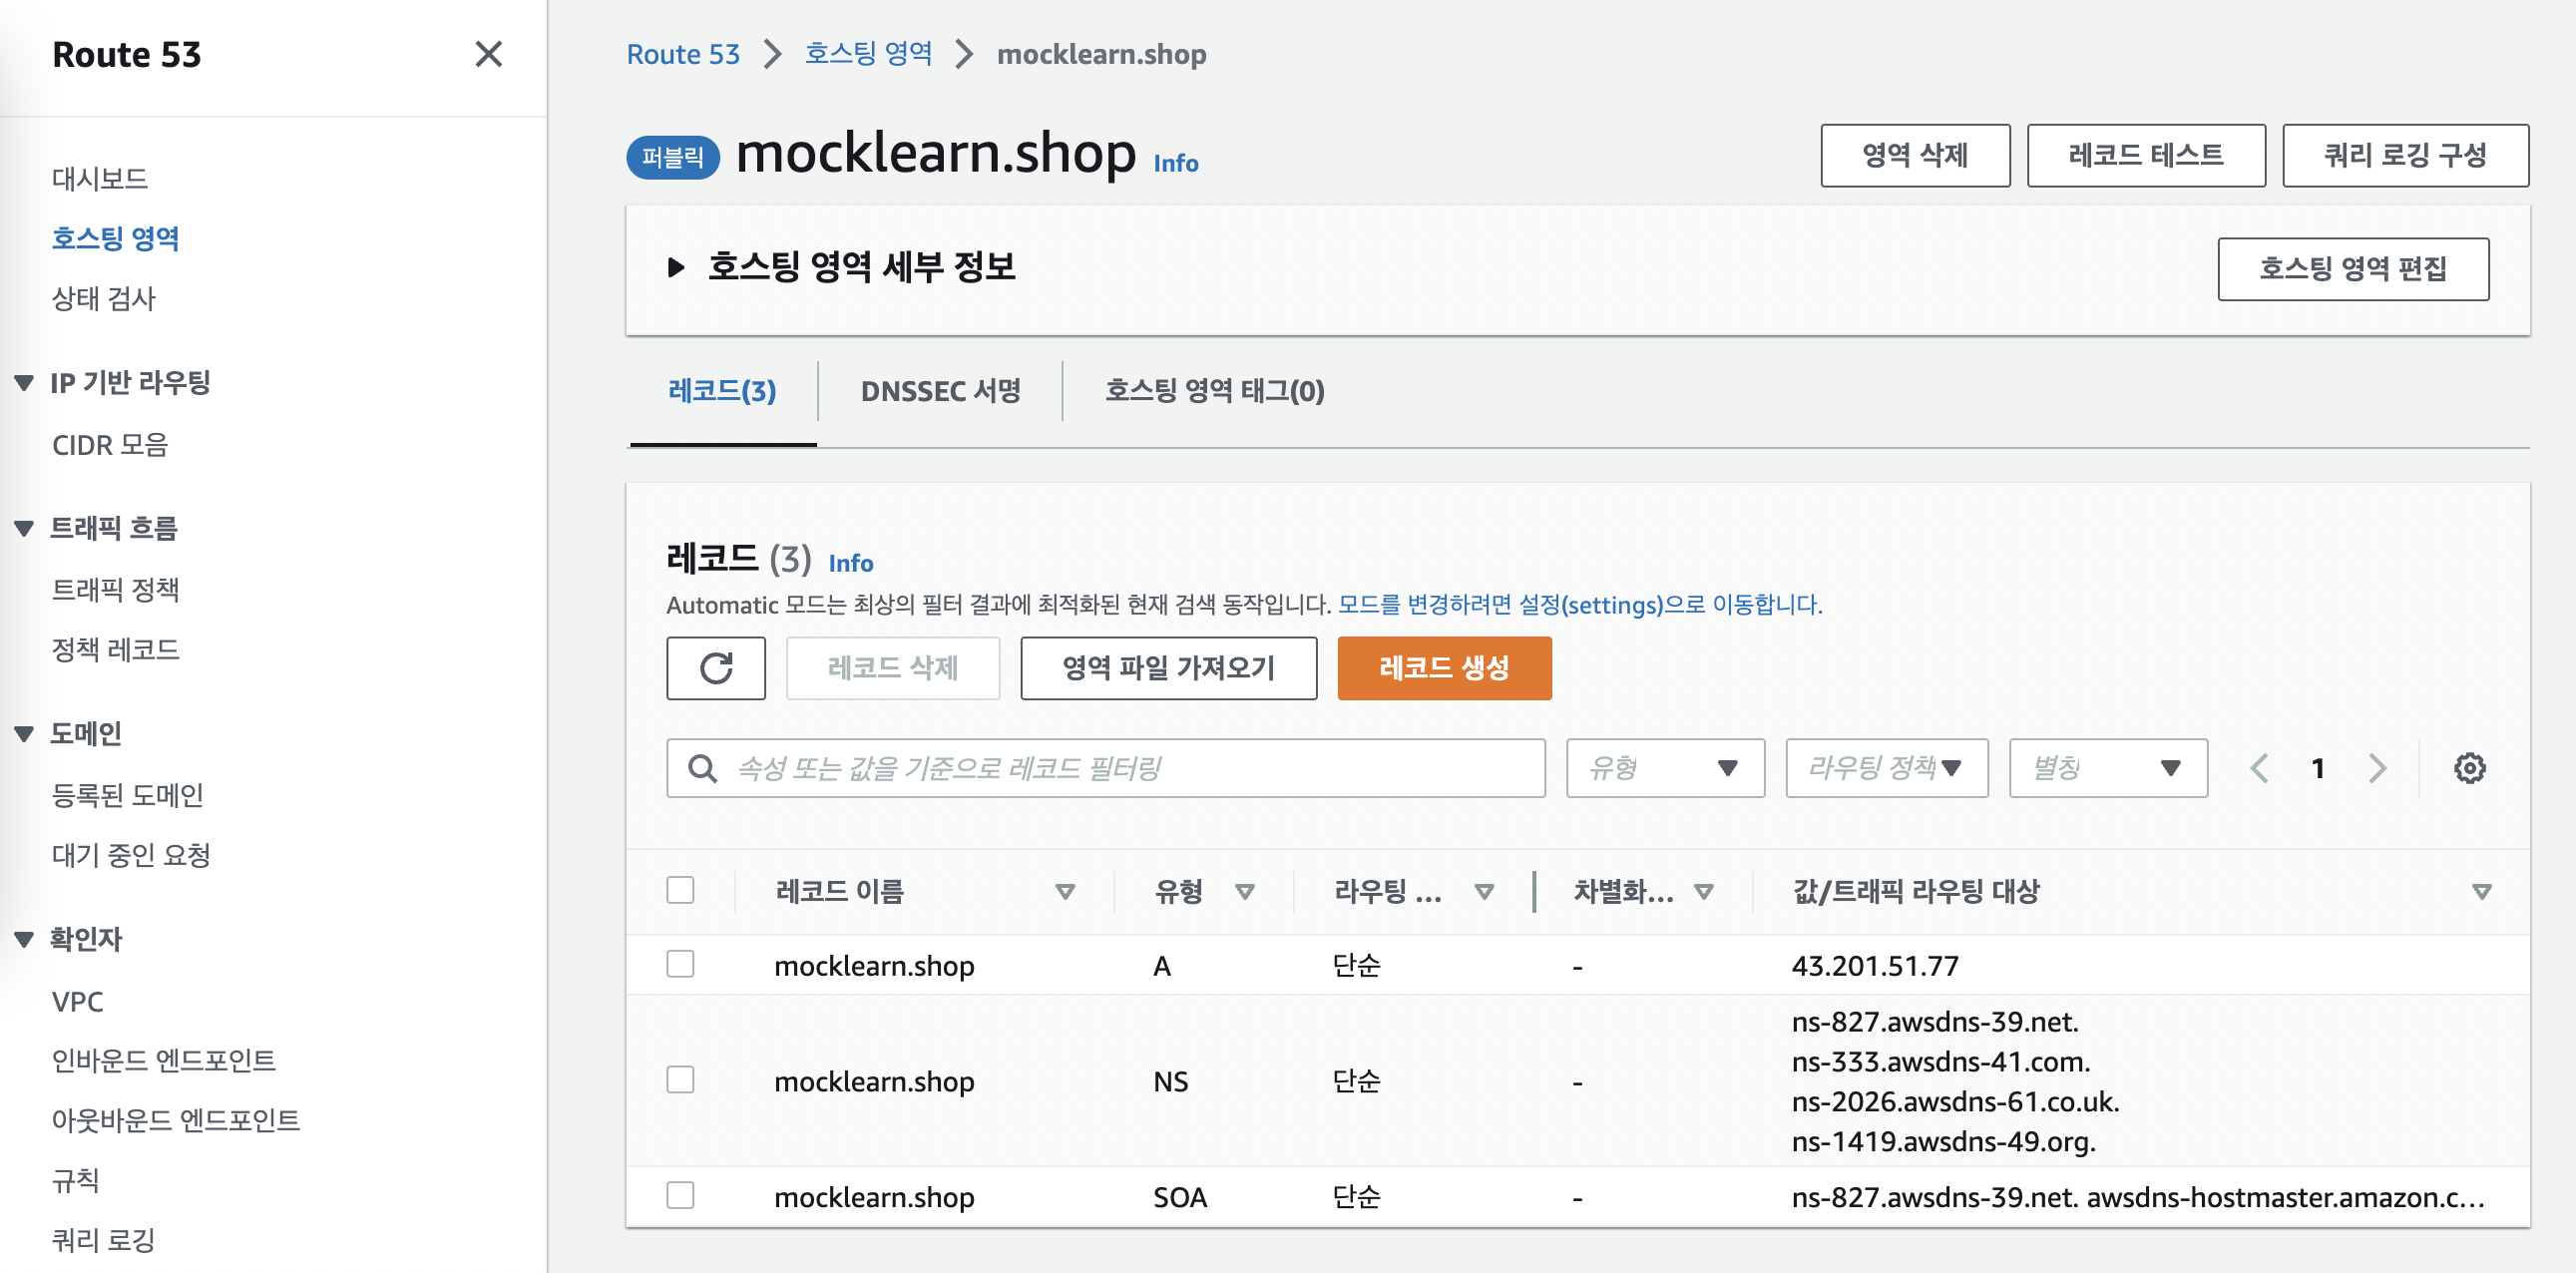 Route 53
대시보드
호스팅 영역
상태 검사
IP 기반 라우팅
CIDR 모음
트래픽 흐름
트래픽 정책
정책 레코드
도메인
등록된 도메인
대기 중인 요청
확인자
VPC
인바운드 엔드포인트
아웃바운드 엔드포인트
규칙
쿼리 로깅
Route 53 호스팅 영역 mocklearn.shop
퍼블릭 mocklearn.shop Info 영역 삭제 레코드 테스트 쿼리 로깅 구성
호스팅 영역 세부 정보 호스팅 영역 편집
레코드(3) DNSSEC 서명 호스팅 영역 태그(0)
레코드 (3) Info
Automatic 모드는 최상의 필터 결과에 최적화된 현재 검색 동작입니다. 모드를 변경하려면 설정(settings)으로 이동합니다.
레코드 삭제 영역 파일 가져오기 레코드 생성
속성 또는 값을 기준으로 레코드 필터링 유형 라우팅 정책 별칭 1
레코드 이름 유형 라우팅 ... 차별화... 값/트래픽 라우팅 대상
mocklearn.shop A 단순 - 43.201.51.77
mocklearn.shop NS 단순 - ns-827.awsdns-39.net.
ns-333.awsdns-41.com.
ns-2026.awsdns-61.co.uk.
ns-1419.awsdns-49.org.
mocklearn.shop SOA 단순 - ns-827.awsdns-39.net. awsdns-hostmaster.amazon.c...